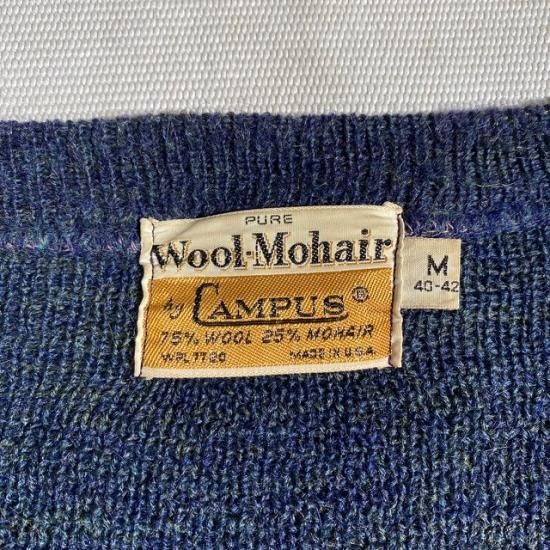 PURE
Wool-Mohair
by CAMPUS ®
75% WOOL 25% MOHAIR
WPL 7720 MADE IN U.S.A.
M
40-42